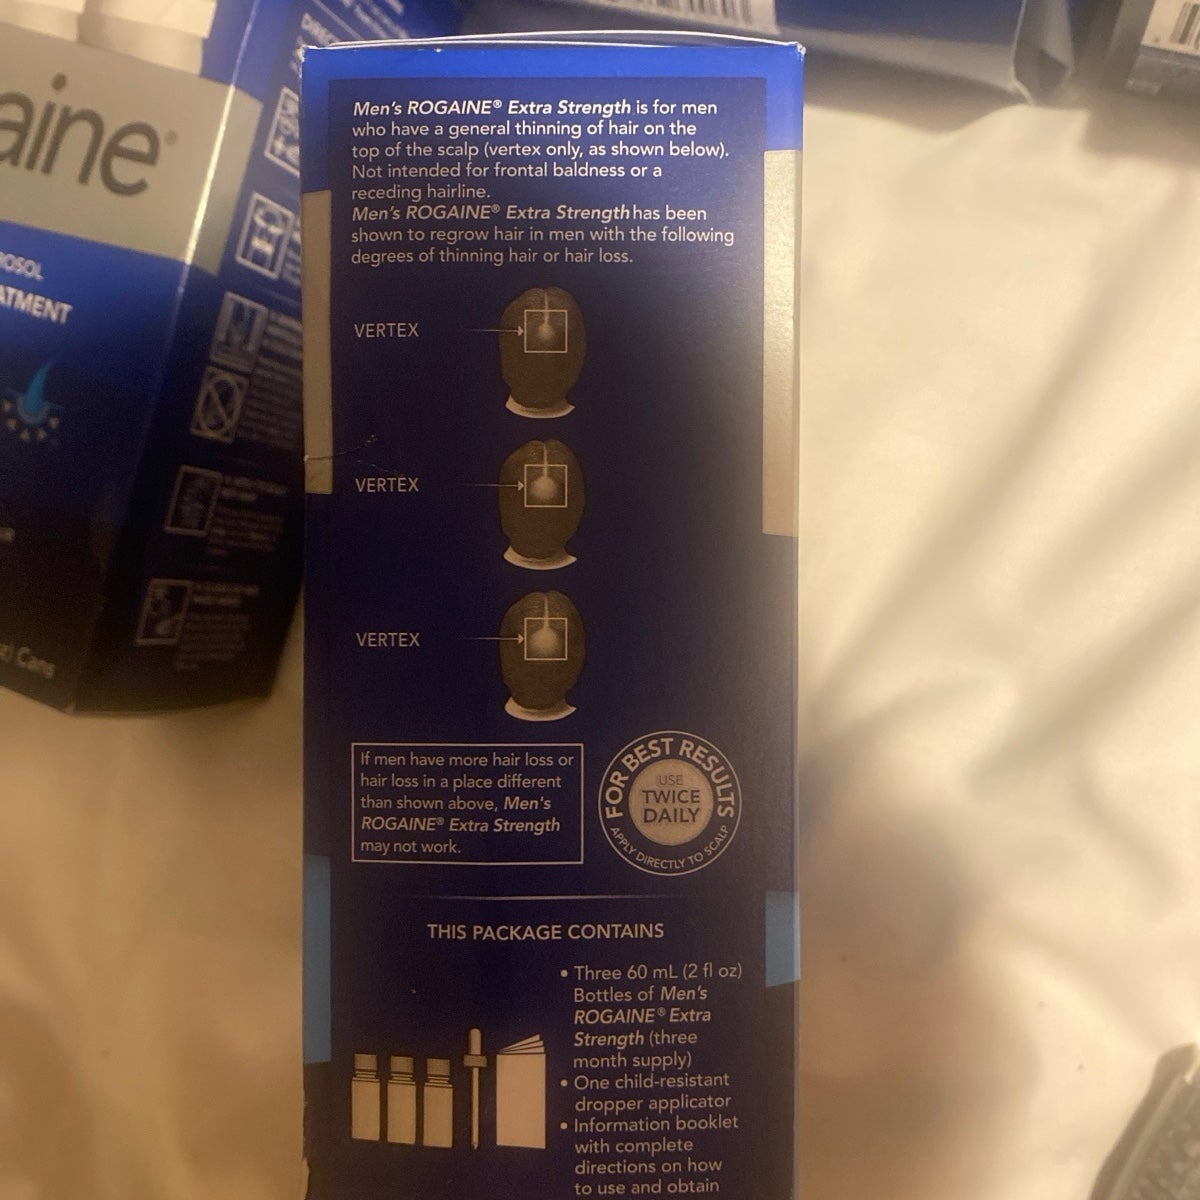 aine®
ROSOL
ATMENT
Cans
DIREC
Men's ROGAINE® Extra Strength is for men
who have a general thinning of hair on the
top of the scalp (vertex only, as shown below).
Not intended for frontal baldness or a
receding hairline.
Men's ROGAINE® Extra Strength has been
shown to regrow hair in men with the following
degrees of thinning hair or hair loss.
VERTEX
VERTEX
VERTEX
If men have more hair loss or
hair loss in a place different
than shown above, Men's
ROGAINE® Extra Strength
may not work.
FOR BEST RESULTS
USE
TWICE
DAILY
APPLY DIRECTLY TO SCALP
THIS PACKAGE CONTAINS
• Three 60 mL (2 fl oz)
Bottles of Men's
ROGAINE® Extra
Strength (three
month supply)
• One child-resistant
dropper applicator
• Information booklet
with complete
directions on how
to use and obtain